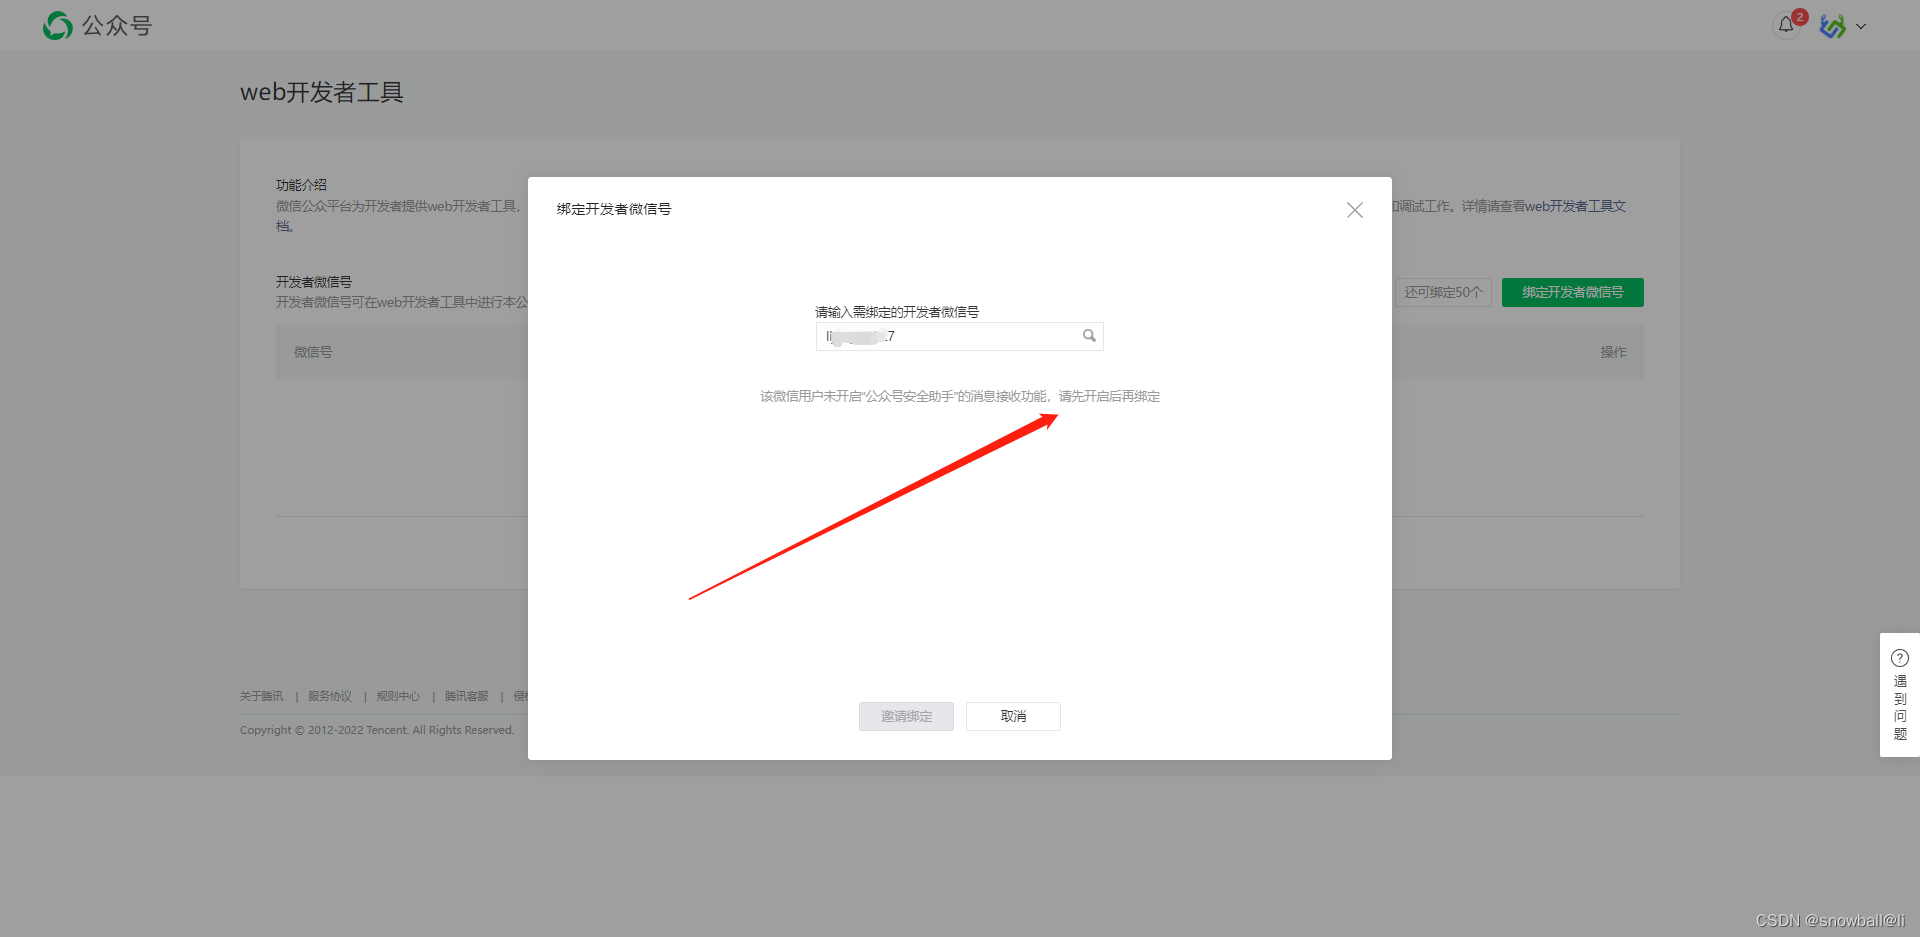 公众号
2
web开发者工具
功能介绍
微信公众平台为开发者提供web开发者工具,
和调试工作。详情请查看web开发者工具文
档。
开发者微信号
开发者微信号可在web开发者工具中进行本公
还可绑定50个
绑定开发者微信号
微信号
操作
绑定开发者微信号
请输入需绑定的开发者微信号
该微信用户未开启“公众号安全助手”的消息接收功能，请先开启后再绑定
邀请绑定
取消
关于腾讯 | 服务协议 | 规则中心 | 腾讯客服 | 侵
Copyright © 2012-2022 Tencent. All Rights Reserved.
遇到问题
CSDN @snowball@li